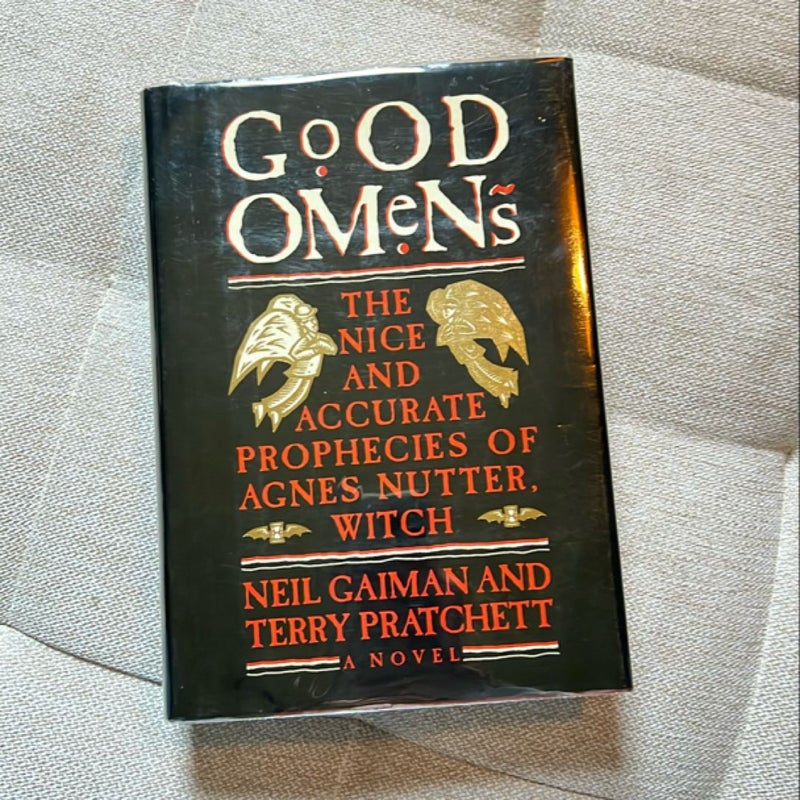 GoOD
OMeNs
THE
NICE
AND
ACCURATE
PROPHECIES OF
AGNES NUTTER,
WITCH
NEIL GAIMAN AND
TERRY PRATCHETT
A NOVEL